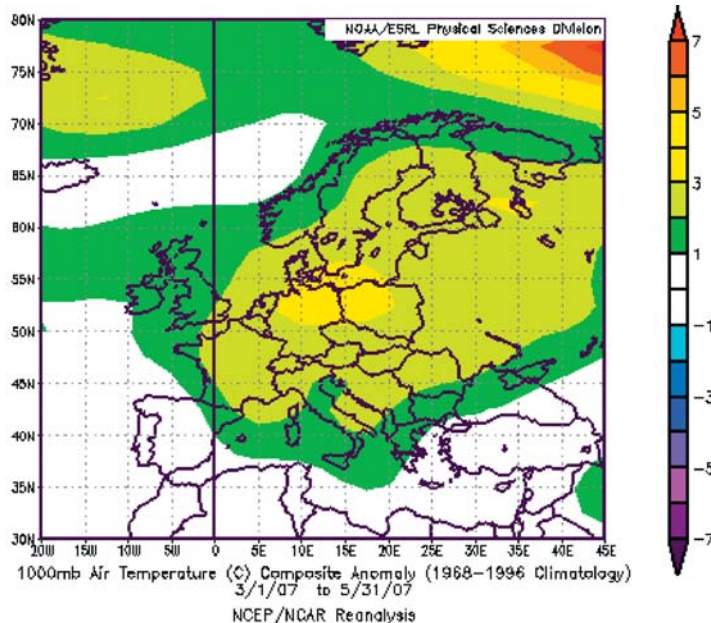 NOAA/ESRL Physical Sciences Division
80N
75N
70N
65N
60N
55N
50N
45N
40N
35N
30N
20W 15W 10W 5W 0 5E 10E 15E 20E 25E 30E 35E 40E 45E
7
5
3
1
-1
-3
-5
-7
1000mb Air Temperature (C) Composite Anomaly (1968-1996 Climatology)
3/1/07 to 5/31/07
NCEP/NCAR Reanalysis